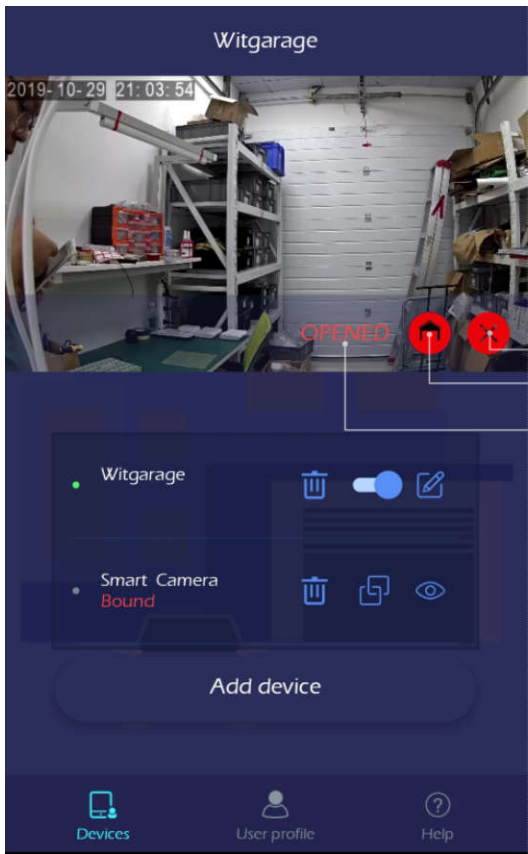 Witgarage
2019-10-29 21:03:54
OPENED
Witgarage
Smart Camera
Bound
Add device
Devices
User profile
Help